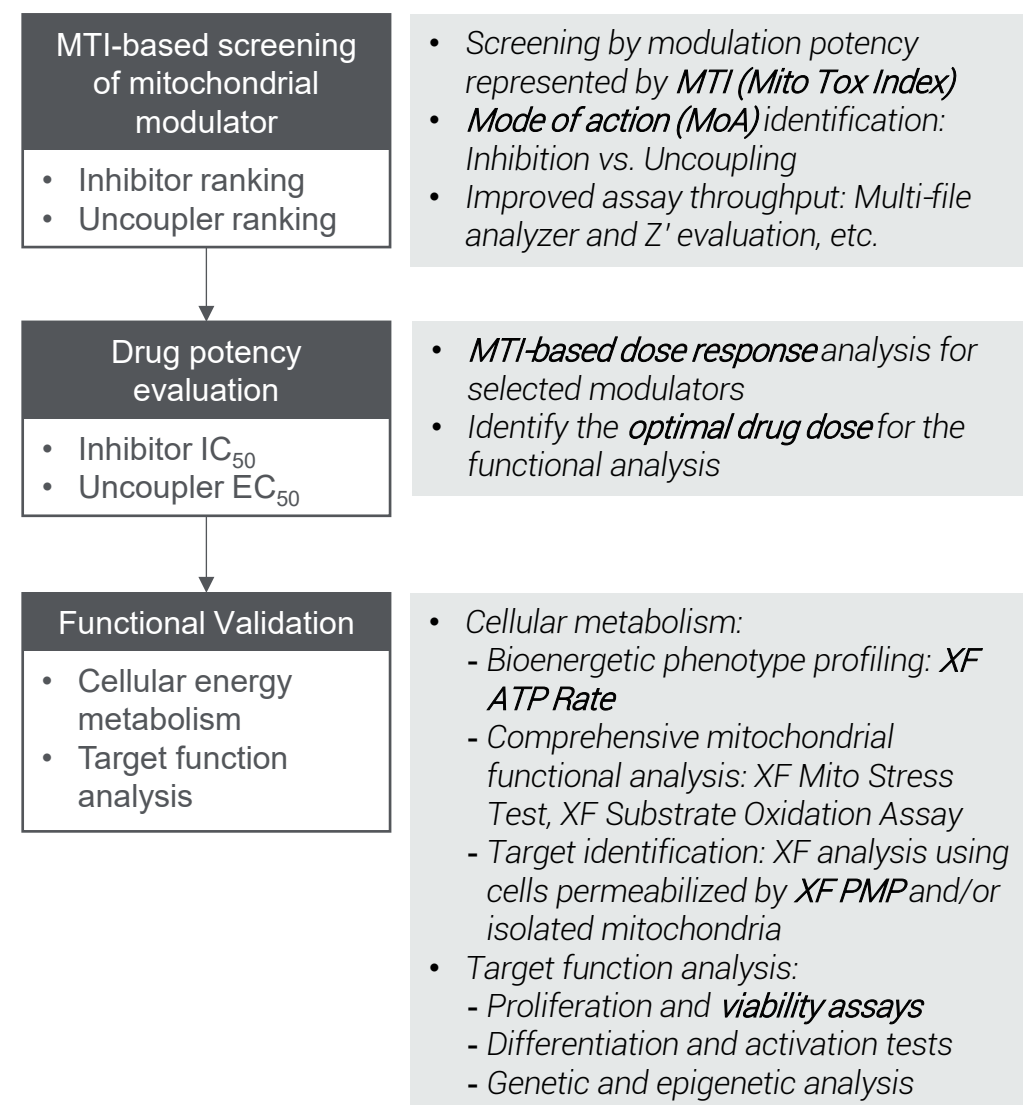 MTI-based screening
of mitochondrial
modulator
• Inhibitor ranking
• Uncoupler ranking
• Screening by modulation potency
represented by MTI (Mito Tox Index)
• Mode of action (MoA) identification:
Inhibition vs. Uncoupling
• Improved assay throughput: Multi-file
analyzer and Z' evaluation, etc.
Drug potency
evaluation
• Inhibitor IC50
• Uncoupler EC50
• MTI-based dose response analysis for
selected modulators
• Identify the optimal drug dose for the
functional analysis
Functional Validation
• Cellular energy
metabolism
• Target function
analysis
• Cellular metabolism:
- Bioenergetic phenotype profiling: XF
ATP Rate
- Comprehensive mitochondrial
functional analysis: XF Mito Stress
Test, XF Substrate Oxidation Assay
- Target identification: XF analysis using
cells permeabilized by XF PMP and/or
isolated mitochondria
• Target function analysis:
- Proliferation and viability assays
- Differentiation and activation tests
- Genetic and epigenetic analysis